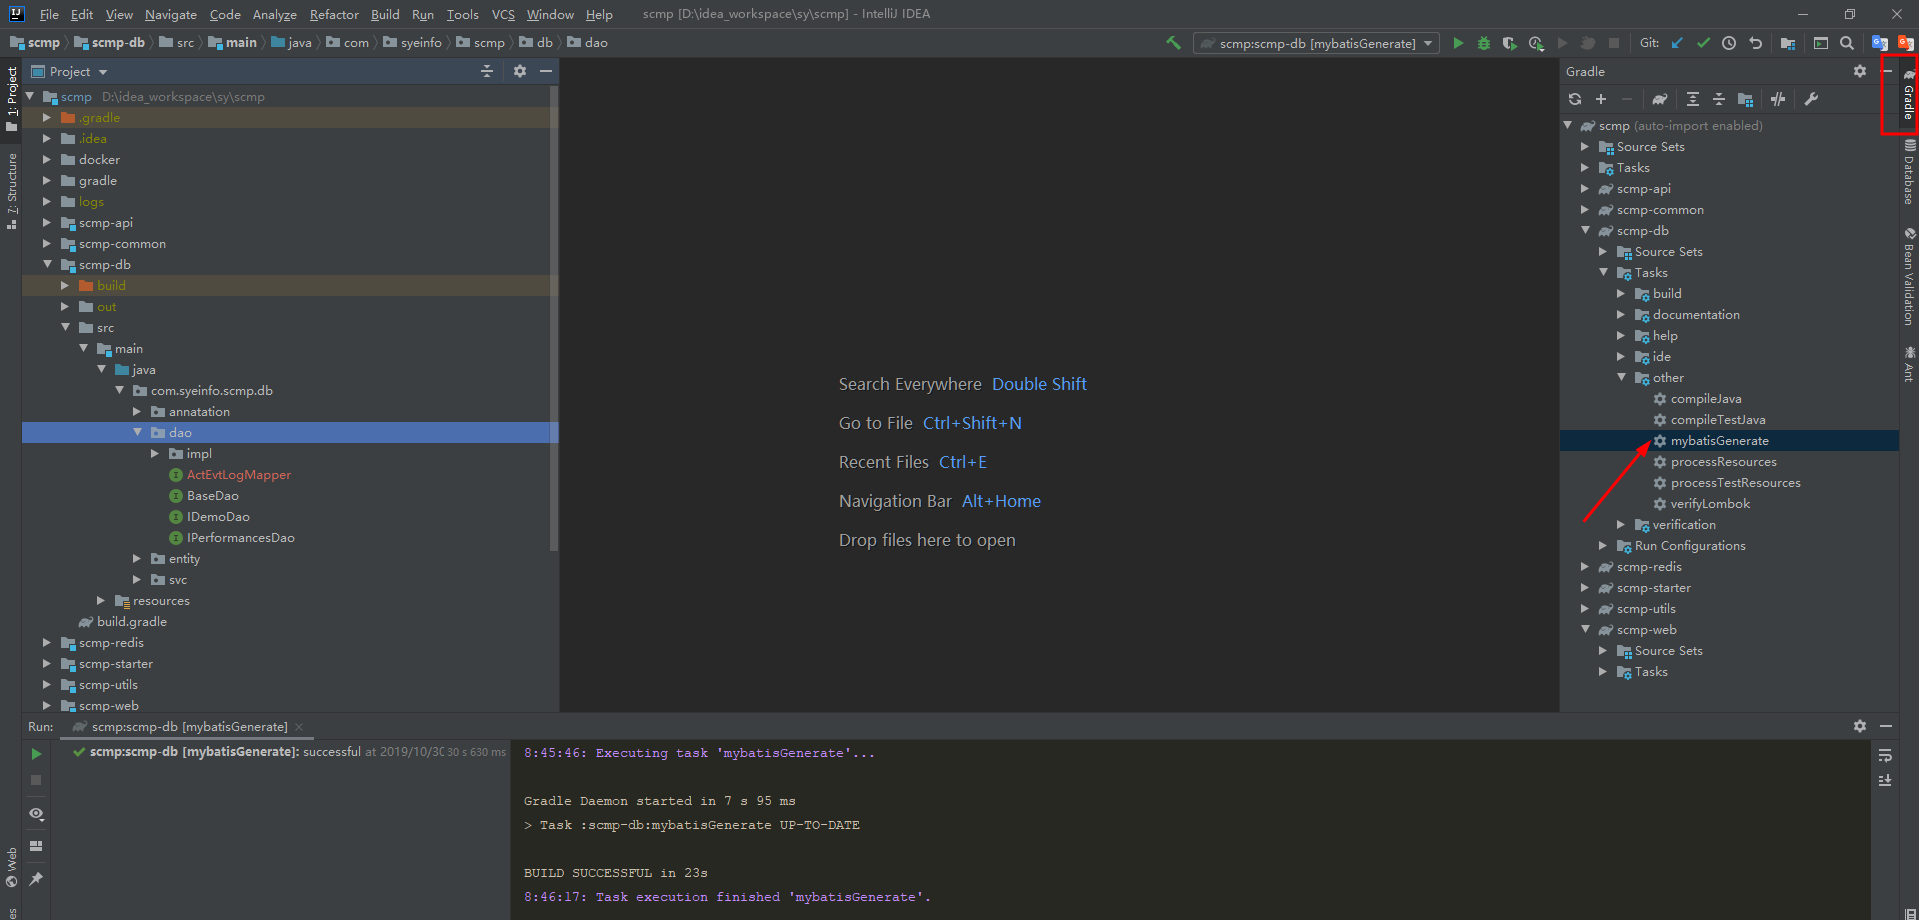 File Edit View Navigate Code Analyze Refactor Build Run Tools VCS Window Help scmp [D:\idea_workspace\sy\scmp] - IntelliJ IDEA
scmp scmp-db src main java com syeinfo scmp db dao scmp:scmp-db [mybatisGenerate] Git:
1: Project
7: Structure
Web
Project
scmp D:\idea_workspace\sy\scmp
.gradle
.idea
docker
gradle
logs
scmp-api
scmp-common
scmp-db
build
out
src
main
java
com.syeinfo.scmp.db
annatation
dao
impl
ActEvtLogMapper
BaseDao
IDemoDao
IPerformancesDao
entity
svc
resources
build.gradle
scmp-redis
scmp-starter
scmp-utils
scmp-web
Search Everywhere Double Shift
Go to File Ctrl+Shift+N
Recent Files Ctrl+E
Navigation Bar Alt+Home
Drop files here to open
Gradle
scmp (auto-import enabled)
Source Sets
Tasks
scmp-api
scmp-common
scmp-db
Source Sets
Tasks
build
documentation
help
ide
other
compileJava
compileTestJava
mybatisGenerate
processResources
processTestResources
verifyLombok
verification
Run Configurations
scmp-redis
scmp-starter
scmp-utils
scmp-web
Source Sets
Tasks
Gradle
Database
Bean Validation
Ant
Run: scmp:scmp-db [mybatisGenerate]
scmp:scmp-db [mybatisGenerate]: successful at 2019/10/30 30 s 630 ms
8:45:46: Executing task 'mybatisGenerate'...
Gradle Daemon started in 7 s 95 ms
> Task :scmp-db:mybatisGenerate UP-TO-DATE
BUILD SUCCESSFUL in 23s
8:46:17: Task execution finished 'mybatisGenerate'.